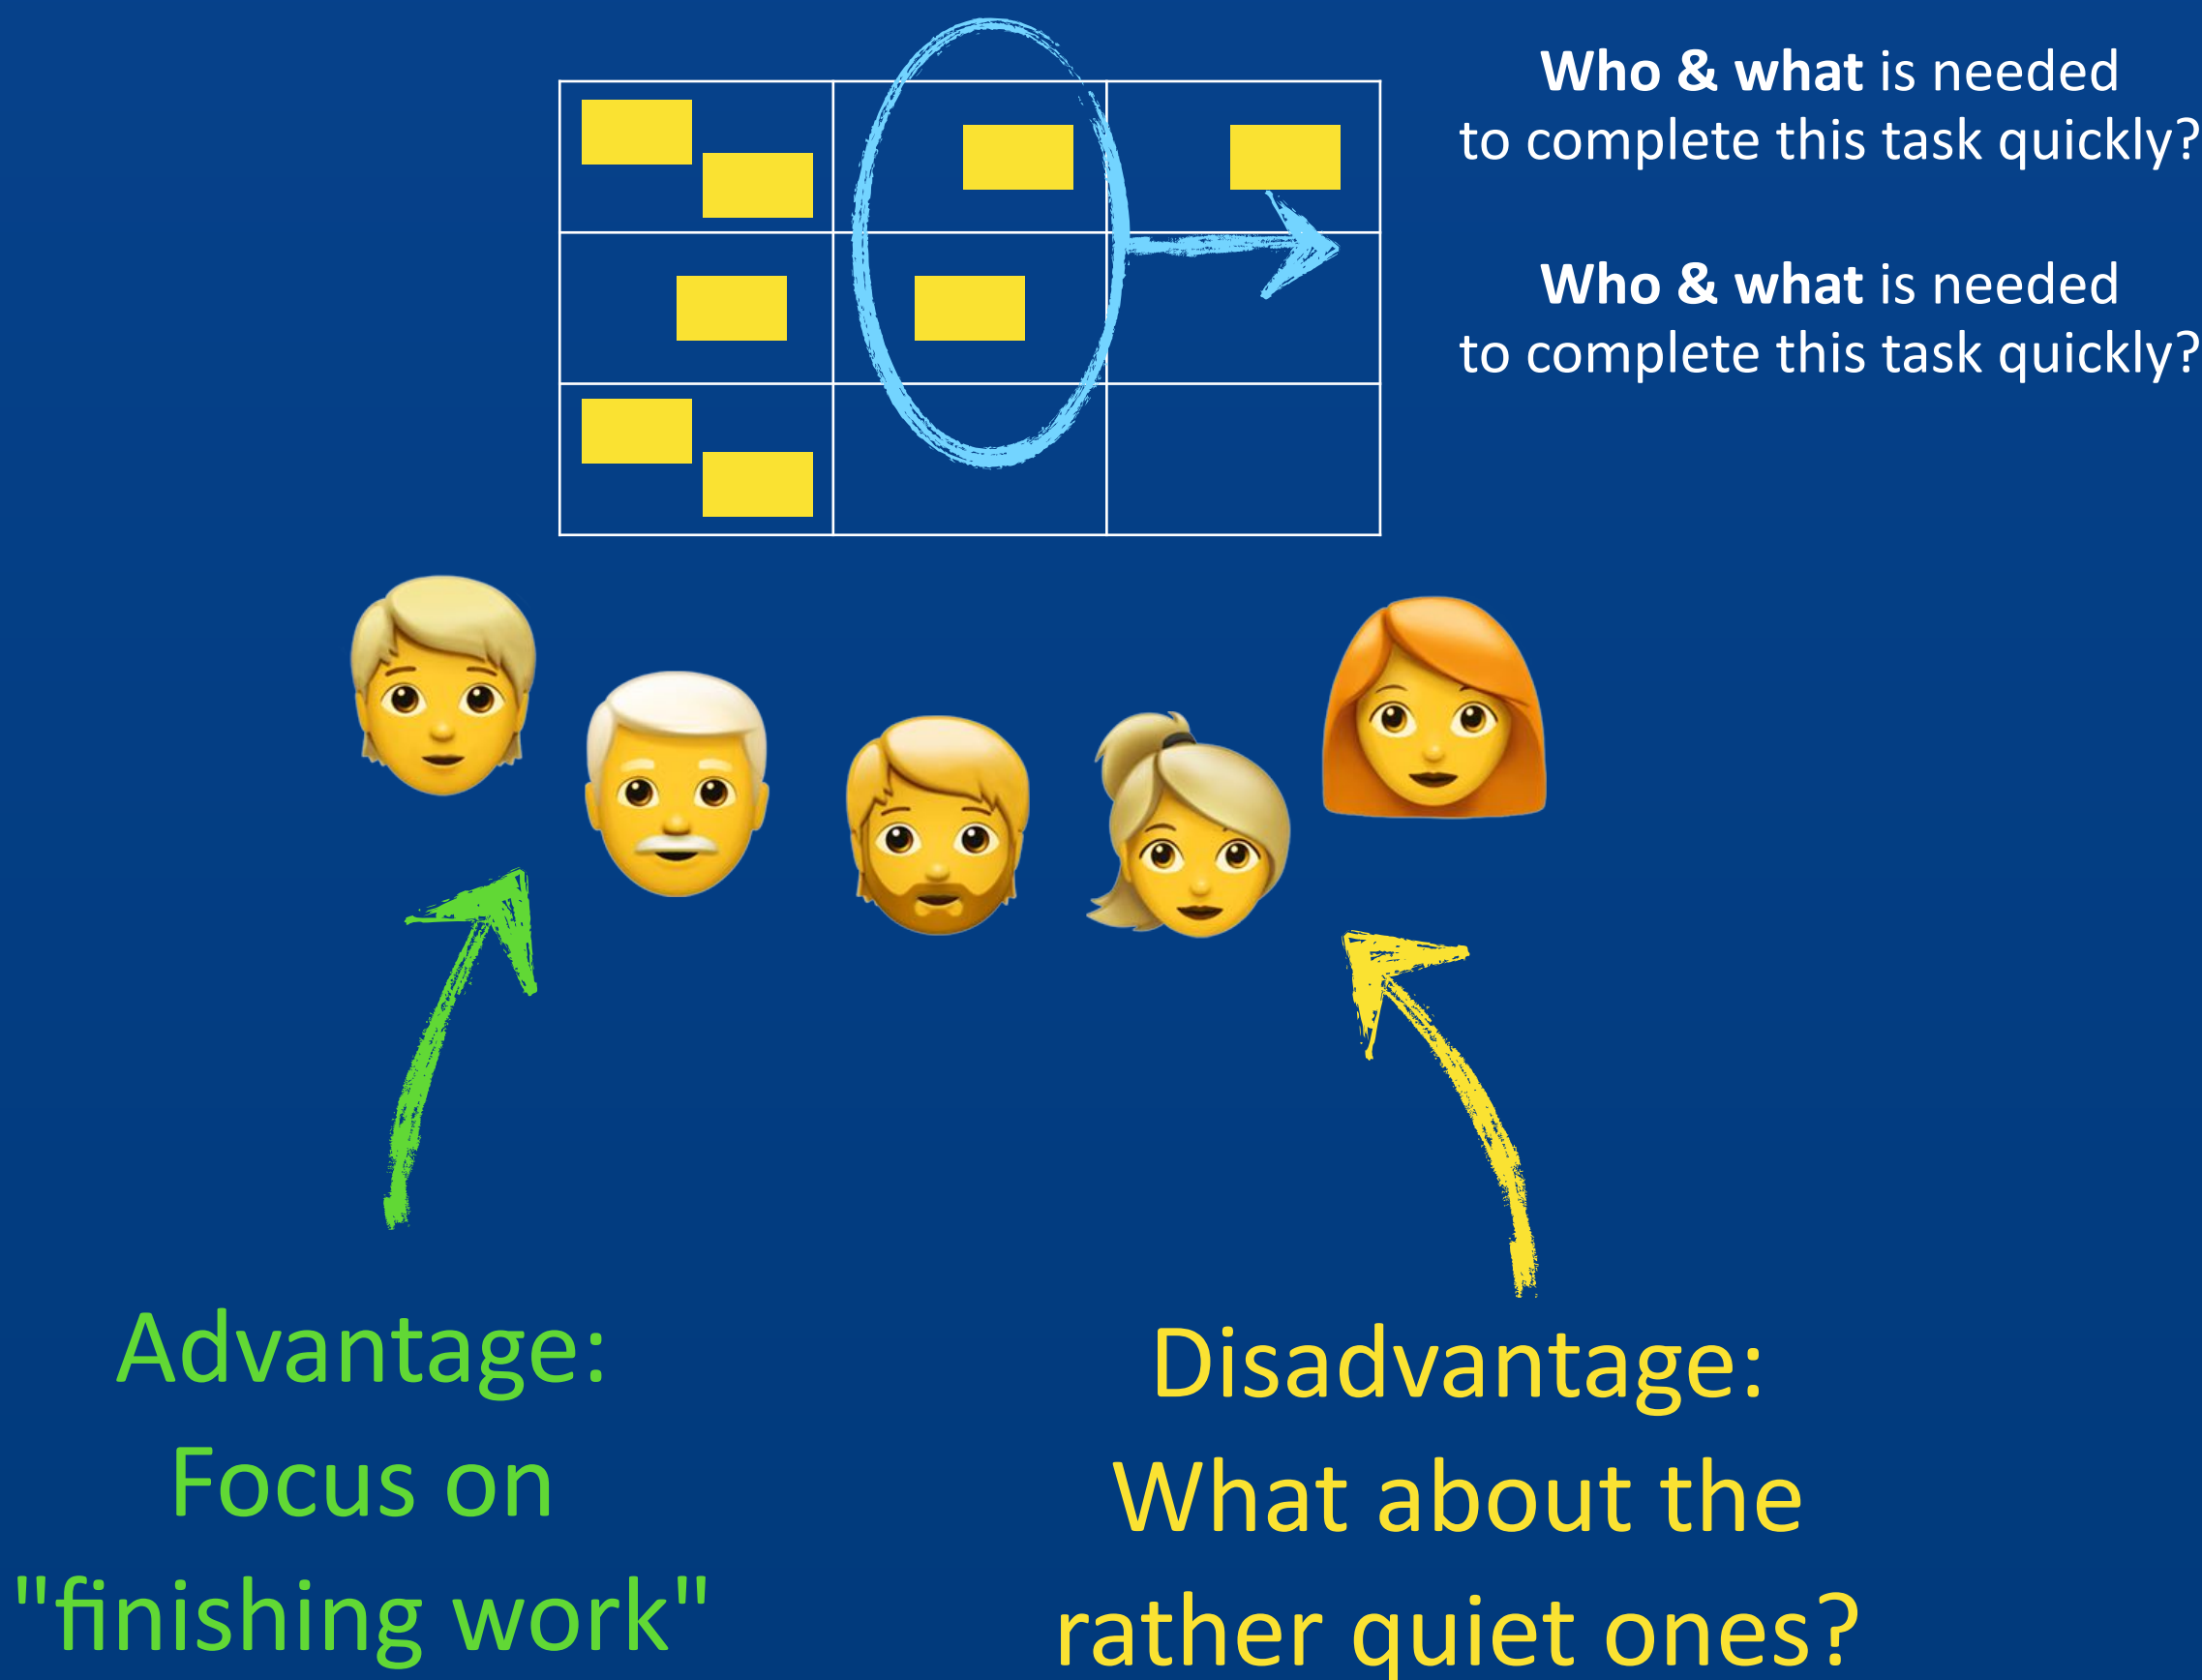 Who & what is needed
to complete this task quickly?
Who & what is needed
to complete this task quickly?
Advantage:
Focus on
"finishing work"
Disadvantage:
What about the
rather quiet ones?